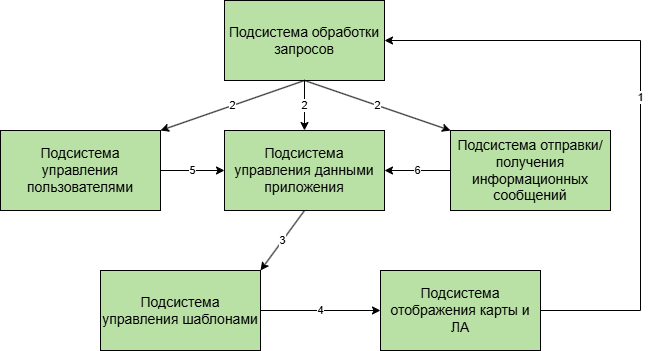 Подсистема обработки
запросов
1
2
2
2
Подсистема
управления
пользователями
5
Подсистема
управления данными
приложения
6
Подсистема отправки/
получения
информационных
сообщений
3
Подсистема
управления шаблонами
4
Подсистема
отображения карты и
ЛА